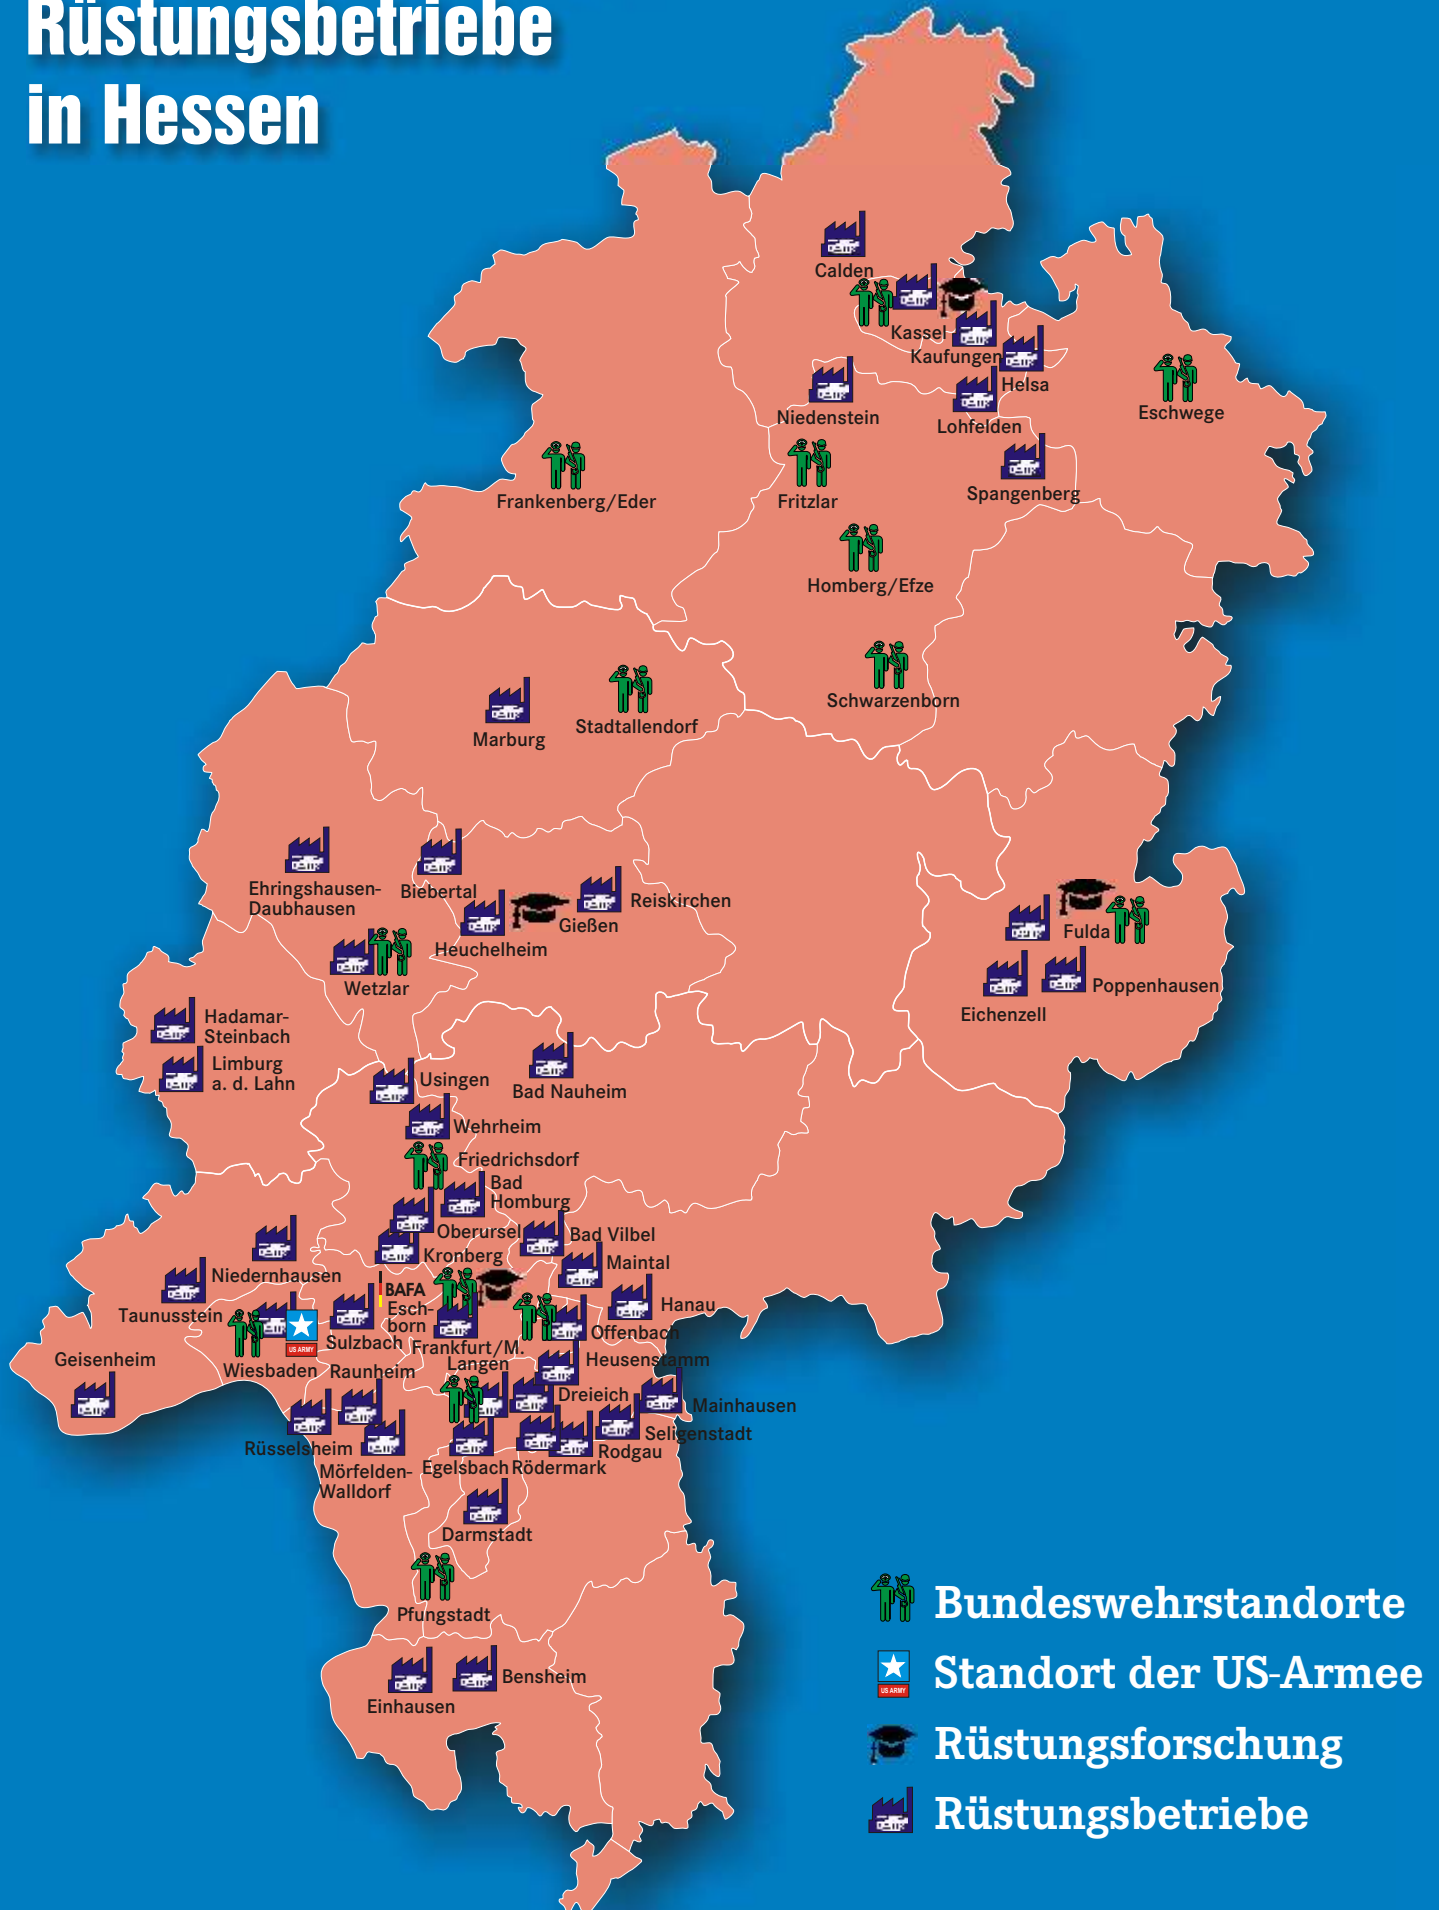 Rüstungsbetriebe
in Hessen
Calden
Kassel
Kaufungen
Helsa
Niedenstein
Lohfelden
Eschwege
Frankenberg/Eder
Fritzlar
Spangenberg
Homberg/Efze
Schwarzenborn
Stadtallendorf
Marburg
Ehringshausen-
Daubhausen
Biebertal
Reiskirchen
Gießen
Heuchelheim
Wetzlar
Fulda
Poppenhausen
Eichenzell
Hadamar-
Steinbach
Limburg
a. d. Lahn
Usingen
Bad Nauheim
Wehrheim
Friedrichsdorf
Bad
Homburg
Oberursel
Bad Vilbel
Kronberg
Maintal
Niedernhausen
BAFA
Esch-
born
Hanau
Taunusstein
Sulzbach
Offenbach
Frankfurt/M.
US ARMY
Wiesbaden
Raunheim
Langen
Heusenstamm
Geisenheim
Dreieich
Mainhausen
Seligenstadt
Rüsselsheim
Rodgau
Mörfelden-
Walldorf
Egelsbach
Rödermark
Darmstadt
Pfungstadt
Bensheim
Einhausen
Bundeswehrstandorte
US ARMY
Standort der US-Armee
Rüstungsforschung
Rüstungsbetriebe